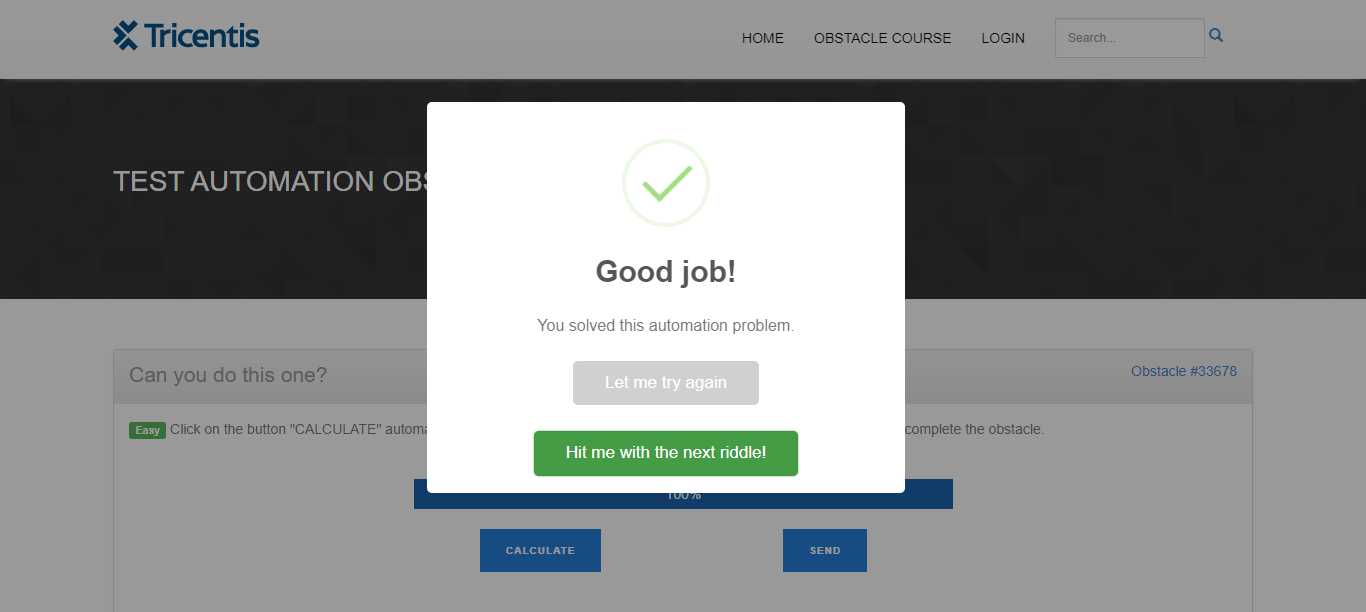 Tricentis
HOME OBSTACLE COURSE LOGIN Search...
TEST AUTOMATION
Good job!
You solved this automation problem.
Let me try again
Hit me with the next riddle!
Can you do this one? Obstacle #33678
Easy Click on the button "CALCULATE" complete the obstacle.
100%
CALCULATE SEND